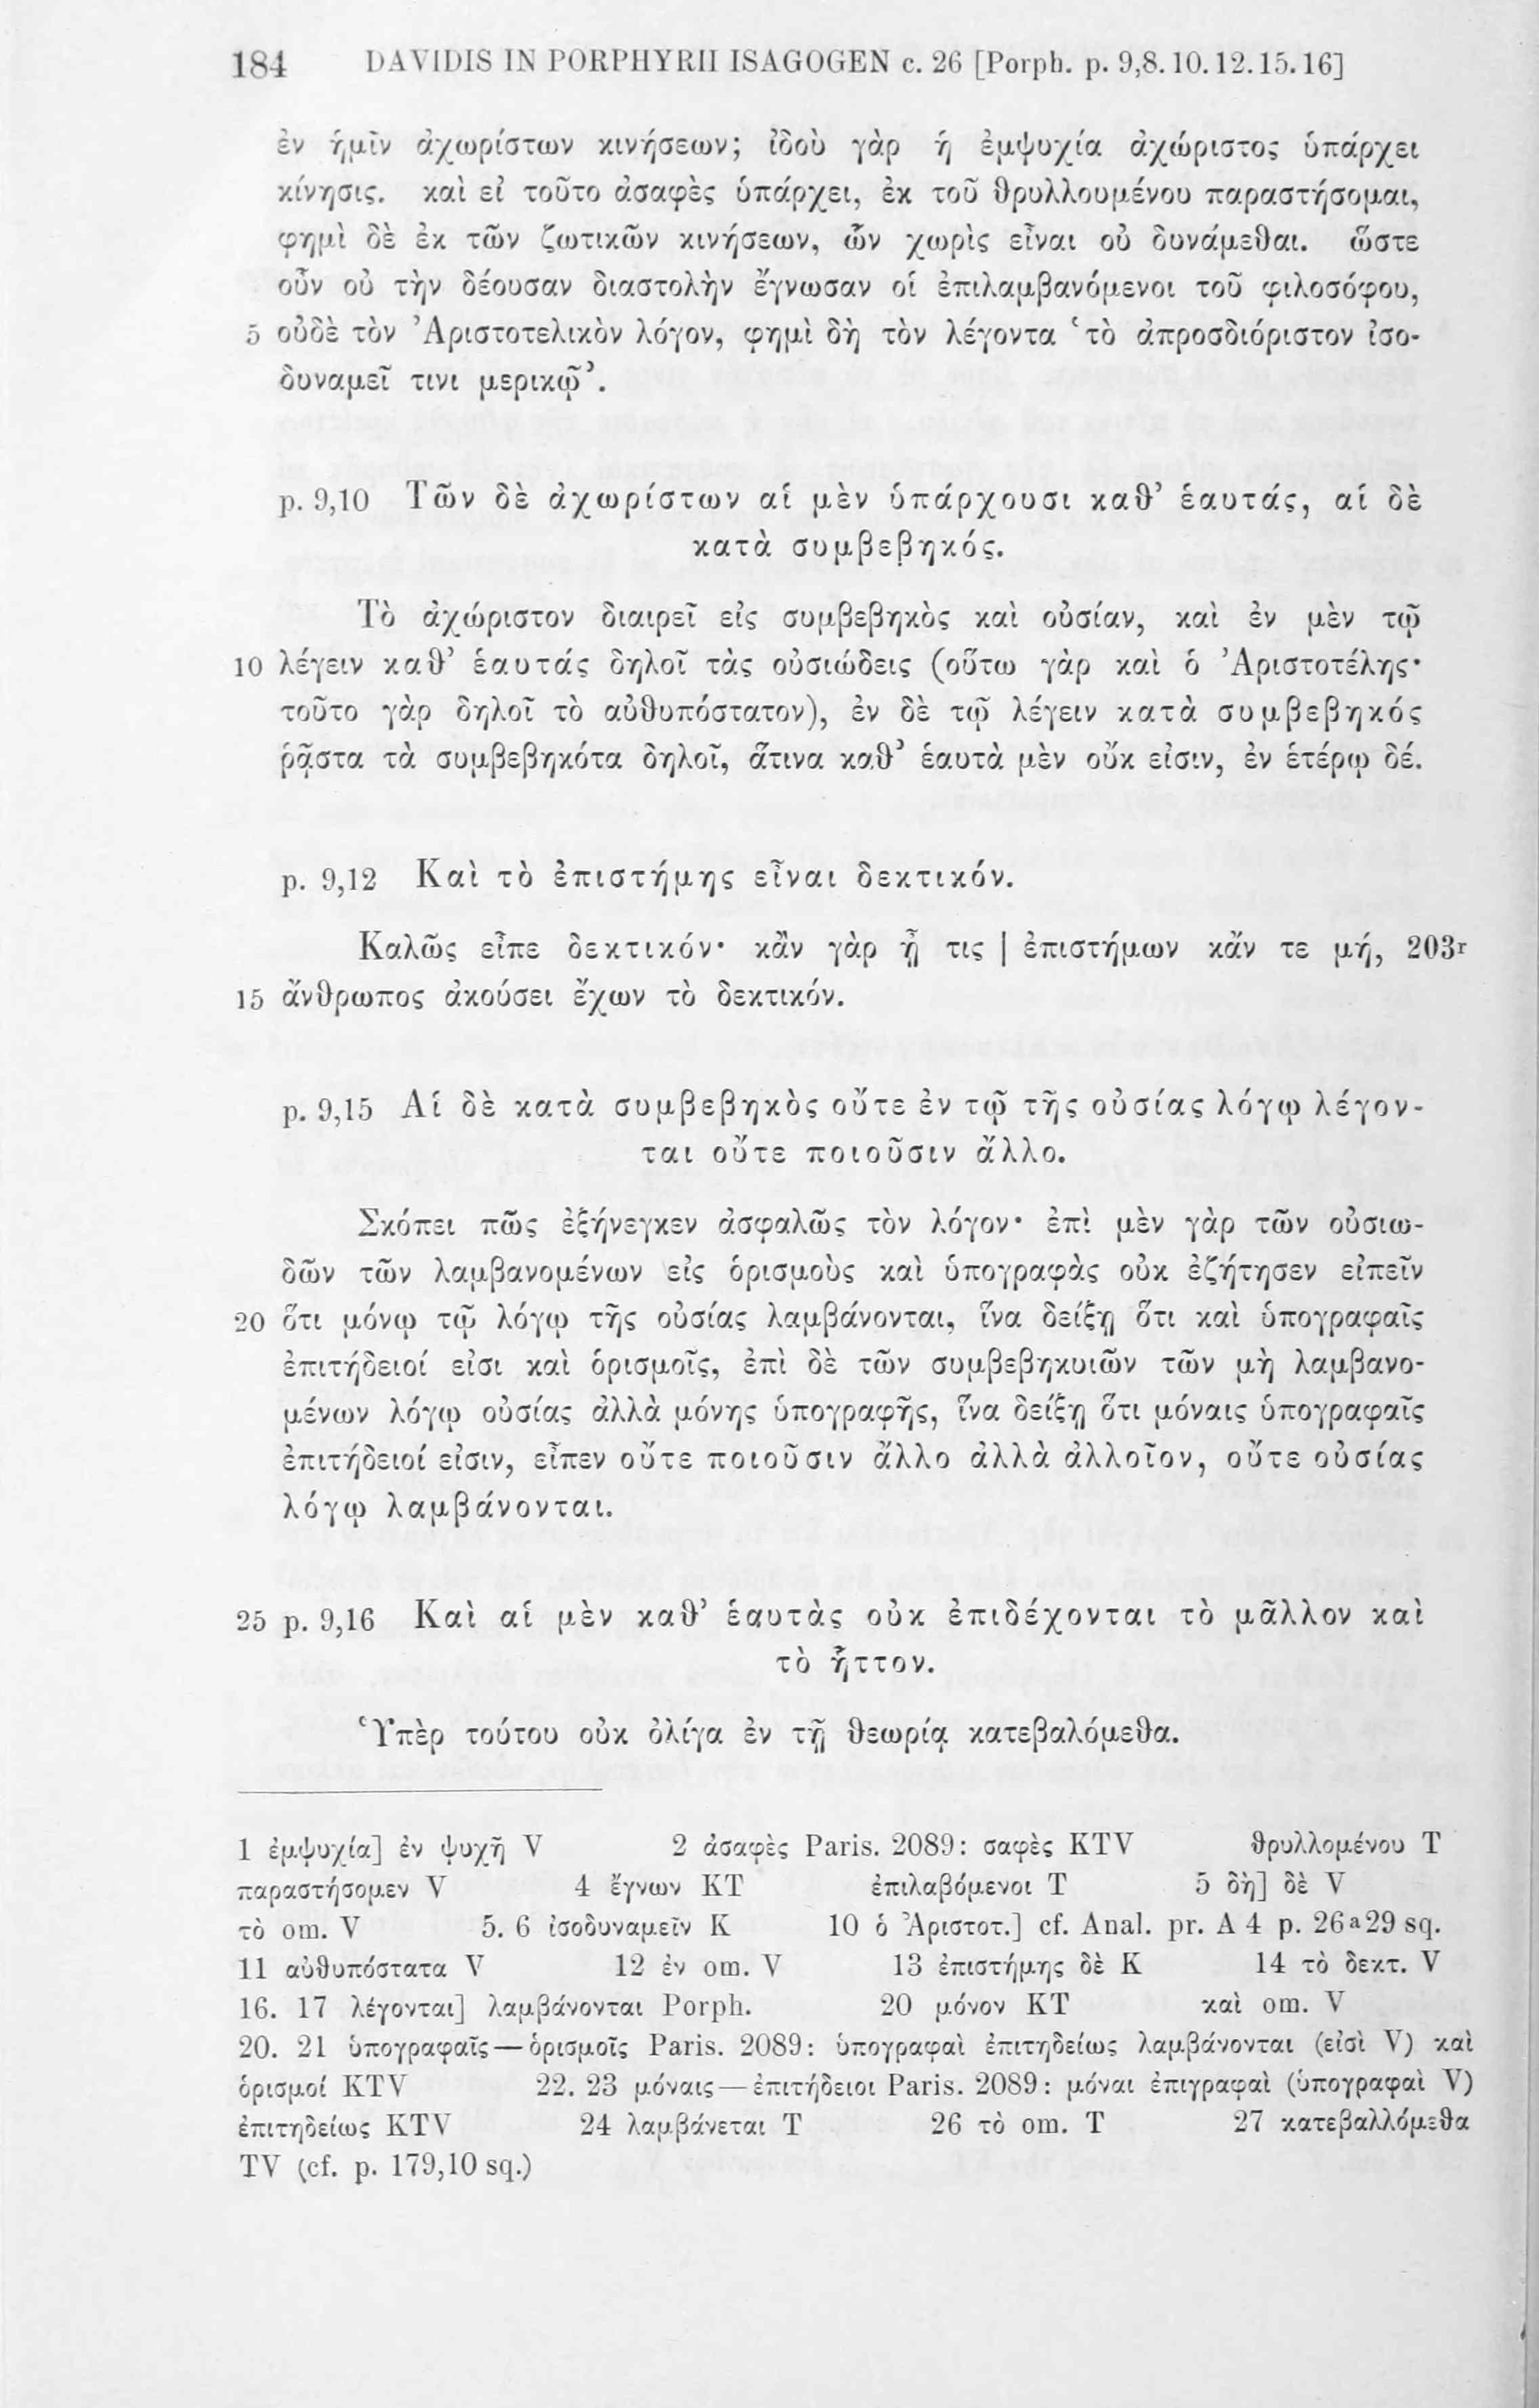 184 DAVIDIS IN PORPHYRII ISAGOGEN c. 26 [Porph. p. 9,8.10.12.15.16]
ἐν ἡμῖν ἀχωρίστων κινήσεων; ἰδοὺ γὰρ ἡ ἐμψυχία ἀχώριστος ὑπάρχει
κίνησις. καὶ εἰ τοῦτο ἀσαφὲς ὑπάρχει, ἐκ τοῦ θρυλλουμένου παραστήσομαι,
φημὶ δὲ ἐκ τῶν ζωτικῶν κινήσεων, ὧν χωρὶς εἶναι οὐ δυνάμεθαι. ὥστε
οὖν οὐ τὴν δέουσαν διαστολὴν ἔγνωσαν οἱ ἐπιλαμβανόμενοι τοῦ φιλοσόφου,
5 οὐδὲ τὸν Ἀριστοτελικὸν λόγον, φημὶ δὴ τὸν λέγοντα ‘τὸ ἀπροσδιόριστον ἰσο-
δυναμεῖ τινι μερικῷ’.
p. 9,10 Τῶν δὲ ἀχωρίστων αἱ μὲν ὑπάρχουσι καθ’ ἑαυτάς, αἱ δὲ
κατὰ συμβεβηκός.
Τὸ ἀχώριστον διαιρεῖ εἰς συμβεβηκὸς καὶ οὐσίαν, καὶ ἐν μὲν τῷ
10 λέγειν καθ’ ἑαυτάς δηλοῖ τὰς οὐσιώδεις (οὕτω γὰρ καὶ ὁ Ἀριστοτέλης·
τοῦτο γὰρ δηλοῖ τὸ αὐθυπόστατον), ἐν δὲ τῷ λέγειν κατὰ συμβεβηκός
ῥᾷστα τὰ συμβεβηκότα δηλοῖ, ἅτινα καθ’ ἑαυτὰ μὲν οὔκ εἰσιν, ἐν ἑτέρῳ δέ.
p. 9,12 Καὶ τὸ ἐπιστήμης εἶναι δεκτικόν.
Καλῶς εἶπε δεκτικόν· κἂν γὰρ ᾖ τις | ἐπιστήμων κἄν τε μή, 203r
15 ἄνθρωπος ἀκούσει ἔχων τὸ δεκτικόν.
p. 9,15 Αἱ δὲ κατὰ συμβεβηκὸς οὔτε ἐν τῷ τῆς οὐσίας λόγῳ λέγον-
ται οὔτε ποιοῦσιν ἄλλο.
Σκόπει πῶς ἐξήνεγκεν ἀσφαλῶς τὸν λόγον· ἐπὶ μὲν γὰρ τῶν οὐσιω-
δῶν τῶν λαμβανομένων εἰς ὁρισμοὺς καὶ ὑπογραφὰς οὐκ ἐζήτησεν εἰπεῖν
20 ὅτι μόνῳ τῷ λόγῳ τῆς οὐσίας λαμβάνονται, ἵνα δείξῃ ὅτι καὶ ὑπογραφαῖς
ἐπιτήδειοί εἰσι καὶ ὁρισμοῖς, ἐπὶ δὲ τῶν συμβεβηκυιῶν τῶν μὴ λαμβανο-
μένων λόγῳ οὐσίας ἀλλὰ μόνης ὑπογραφῆς, ἵνα δείξῃ ὅτι μόναις ὑπογραφαῖς
ἐπιτήδειοί εἰσιν, εἶπεν οὔτε ποιοῦσιν ἄλλο ἀλλὰ ἀλλοῖον, οὔτε οὐσίας
λόγῳ λαμβάνονται.
25 p. 9,16 Καὶ αἱ μὲν καθ’ ἑαυτὰς οὐκ ἐπιδέχονται τὸ μᾶλλον καὶ
τὸ ἧττον.
Ὑπὲρ τούτου οὐκ ὀλίγα ἐν τῇ θεωρίᾳ κατεβαλόμεθα.
1 ἐμψυχία] ἐν ψυχῇ V 2 ἀσαφὲς Paris. 2089: σαφὲς KTV θρυλλομένου T
παραστήσομεν V 4 ἔγνων KT ἐπιλαβόμενοι T 5 δὴ] δὲ V
τὸ om. V 5. 6 ἰσοδυναμεῖν K 10 ὁ Ἀριστοτ.] cf. Anal. pr. A 4 p. 26a29 sq.
11 αὐθυπόστατα V 12 ἐν om. V 13 ἐπιστήμης δὲ K 14 τὸ δεκτ. V
16. 17 λέγονται] λαμβάνονται Porph. 20 μόνον KT καὶ om. V
20. 21 ὑπογραφαῖς—ὁρισμοῖς Paris. 2089: ὑπογραφαὶ ἐπιτηδείως λαμβάνονται (εἰσὶ V) καὶ
ὁρισμοί KTV 22. 23 μόναις—ἐπιτήδειοι Paris. 2089: μόναι ἐπιγραφαὶ (ὑπογραφαὶ V)
ἐπιτηδείως KTV 24 λαμβάνεται T 26 τὸ om. T 27 κατεβαλλόμεθα
TV (cf. p. 179,10 sq.)